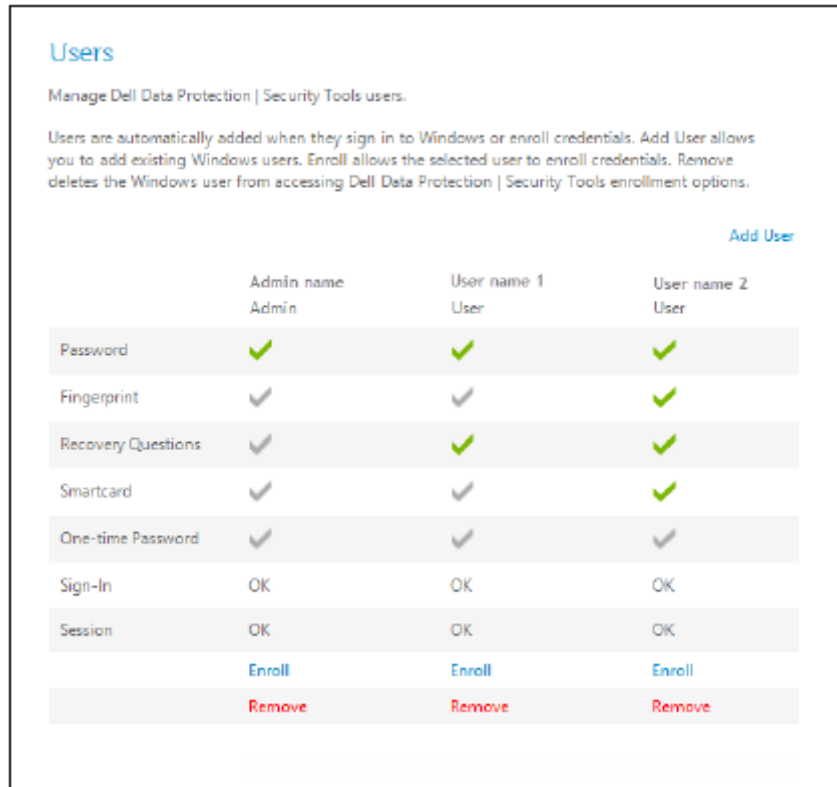 Users
Manage Dell Data Protection | Security Tools users.
Users are automatically added when they sign in to Windows or enroll credentials. Add User allows
you to add existing Windows users. Enroll allows the selected user to enroll credentials. Remove
deletes the Windows user from accessing Dell Data Protection | Security Tools enrollment options.
Add User
Admin name User name 1 User name 2
Admin User User
Password
Fingerprint
Recovery Questions
Smartcard
One-time Password
Sign-In OK OK OK
Session OK OK OK
Enroll Enroll Enroll
Remove Remove Remove